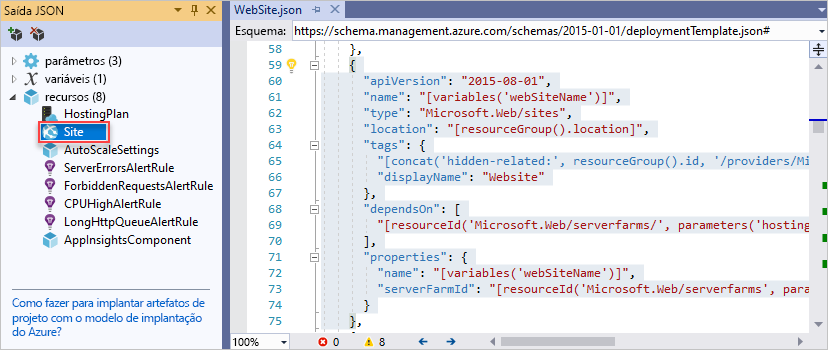 Saída JSON
parâmetros (3)
variáveis (1)
recursos (8)
HostingPlan
Site
AutoScaleSettings
ServerErrorsAlertRule
ForbiddenRequestsAlertRule
CPUHighAlertRule
LongHttpQueueAlertRule
AppInsightsComponent
Como fazer para implantar artefatos de
projeto com o modelo de implantação
do Azure?
WebSite.json
Esquema: https://schema.management.azure.com/schemas/2015-01-01/deploymentTemplate.json#
58 },
59 {
60 "apiVersion": "2015-08-01",
61 "name": "[variables('webSiteName')]",
62 "type": "Microsoft.Web/sites",
63 "location": "[resourceGroup().location]",
64 "tags": {
65 "[concat('hidden-related:', resourceGroup().id, '/providers/Mi
66 "displayName": "Website"
67 },
68 "dependsOn": [
69 "[resourceId('Microsoft.Web/serverfarms/', parameters('hosting
70 ],
71 "properties": {
72 "name": "[variables('webSiteName')]",
73 "serverFarmId": "[resourceId('Microsoft.Web/serverfarms', para
74 }
75 },
100% 0 8